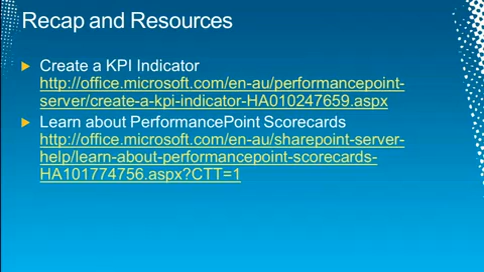 Recap and Resources
Create a KPI Indicator
http://office.microsoft.com/en-au/performancepoint-
server/create-a-kpi-indicator-HA010247659.aspx
Learn about PerformancePoint Scorecards
http://office.microsoft.com/en-au/sharepoint-server-
help/learn-about-performancepoint-scorecards-
HA101774756.aspx?CTT=1